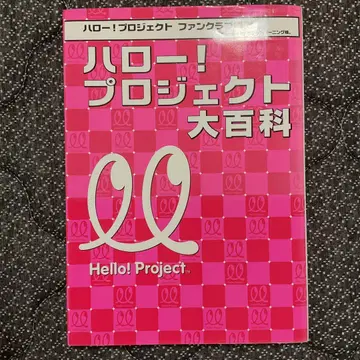 ハロー！プロジェクト ファンクラブ
ハロー！
プロジェクト
大百科
Hello! Project